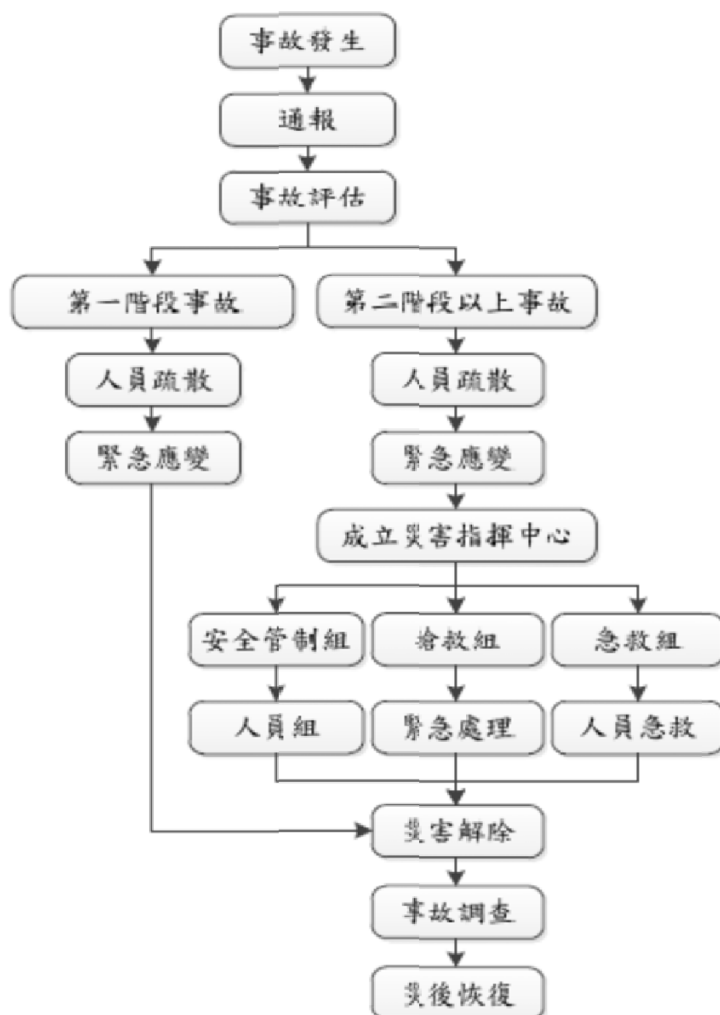 事故發生
通報
事故評估
第一階段事故
第二階段以上事故
人員疏散
人員疏散
緊急應變
緊急應變
成立災害指揮中心
安全管制組
搶救組
急救組
人員組
緊急處理
人員急救
災害解除
事故調查
災後恢復